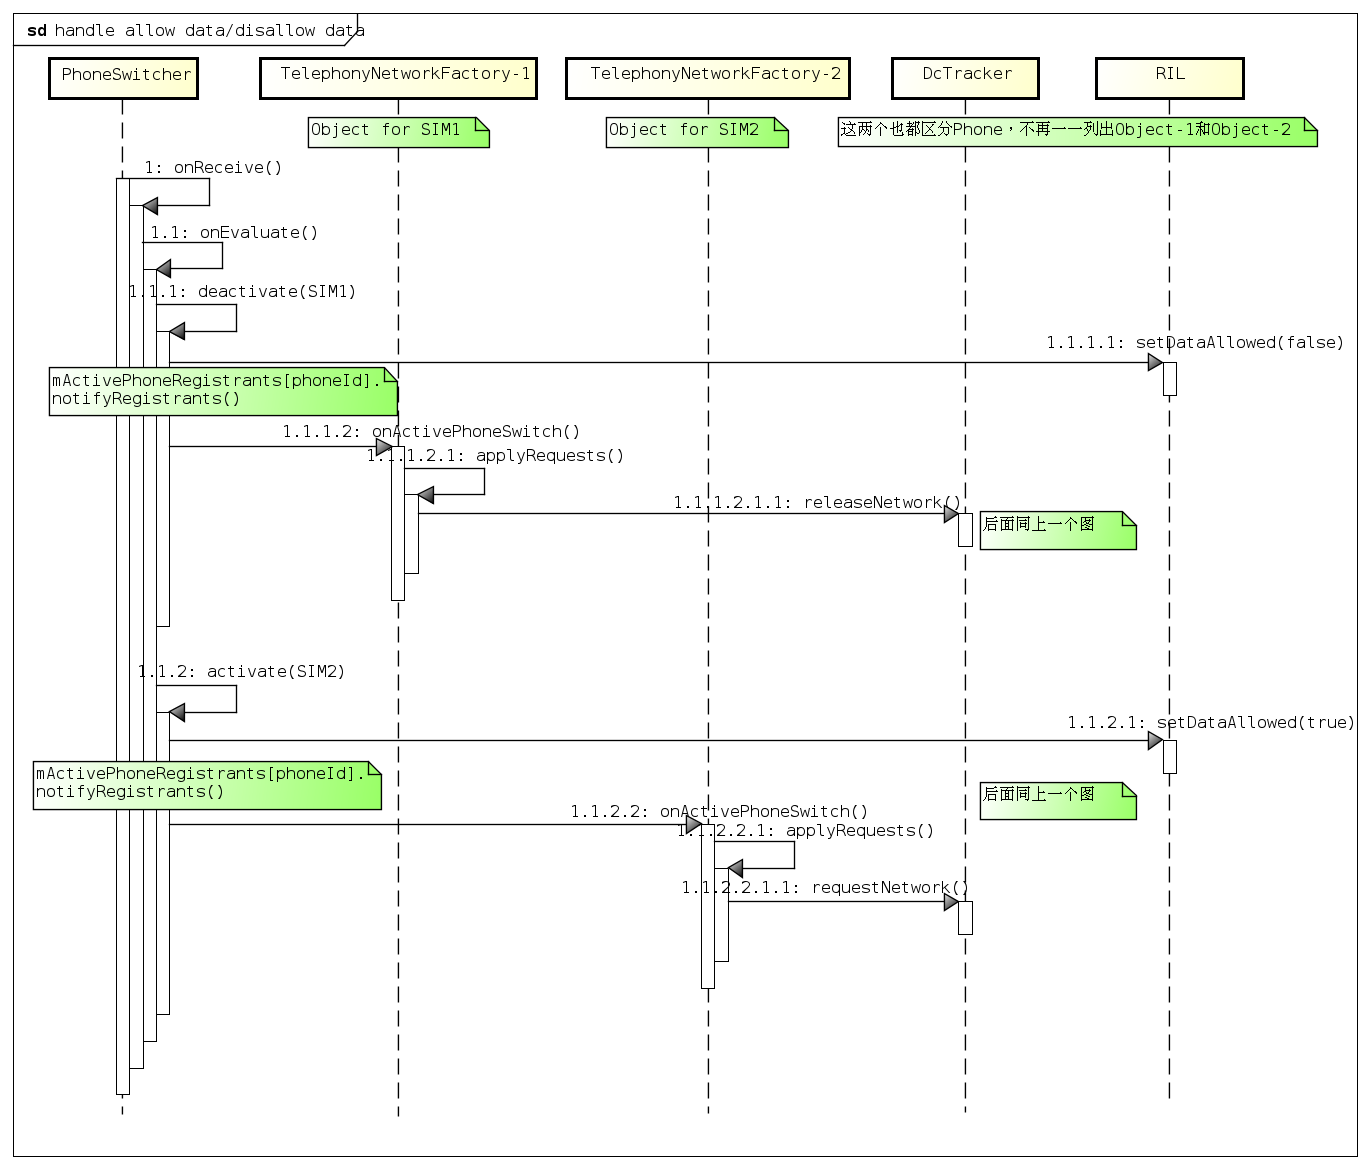 sd handle allow data/disallow data
PhoneSwitcher
TelephonyNetworkFactory-1
TelephonyNetworkFactory-2
DcTracker
RIL
Object for SIM1
Object for SIM2
这两个也都区分Phone，不再一一列出Object-1和Object-2
1: onReceive()
1.1: onEvaluate()
1.1.1: deactivate(SIM1)
1.1.1.1: setDataAllowed(false)
mActivePhoneRegistrants[phoneId].
notifyRegistrants()
1.1.1.2: onActivePhoneSwitch()
1.1.1.2.1: applyRequests()
1.1.1.2.1.1: releaseNetwork()
后面同上一个图
1.1.2: activate(SIM2)
1.1.2.1: setDataAllowed(true)
mActivePhoneRegistrants[phoneId].
notifyRegistrants()
后面同上一个图
1.1.2.2: onActivePhoneSwitch()
1.1.2.2.1: applyRequests()
1.1.2.2.1.1: requestNetwork()